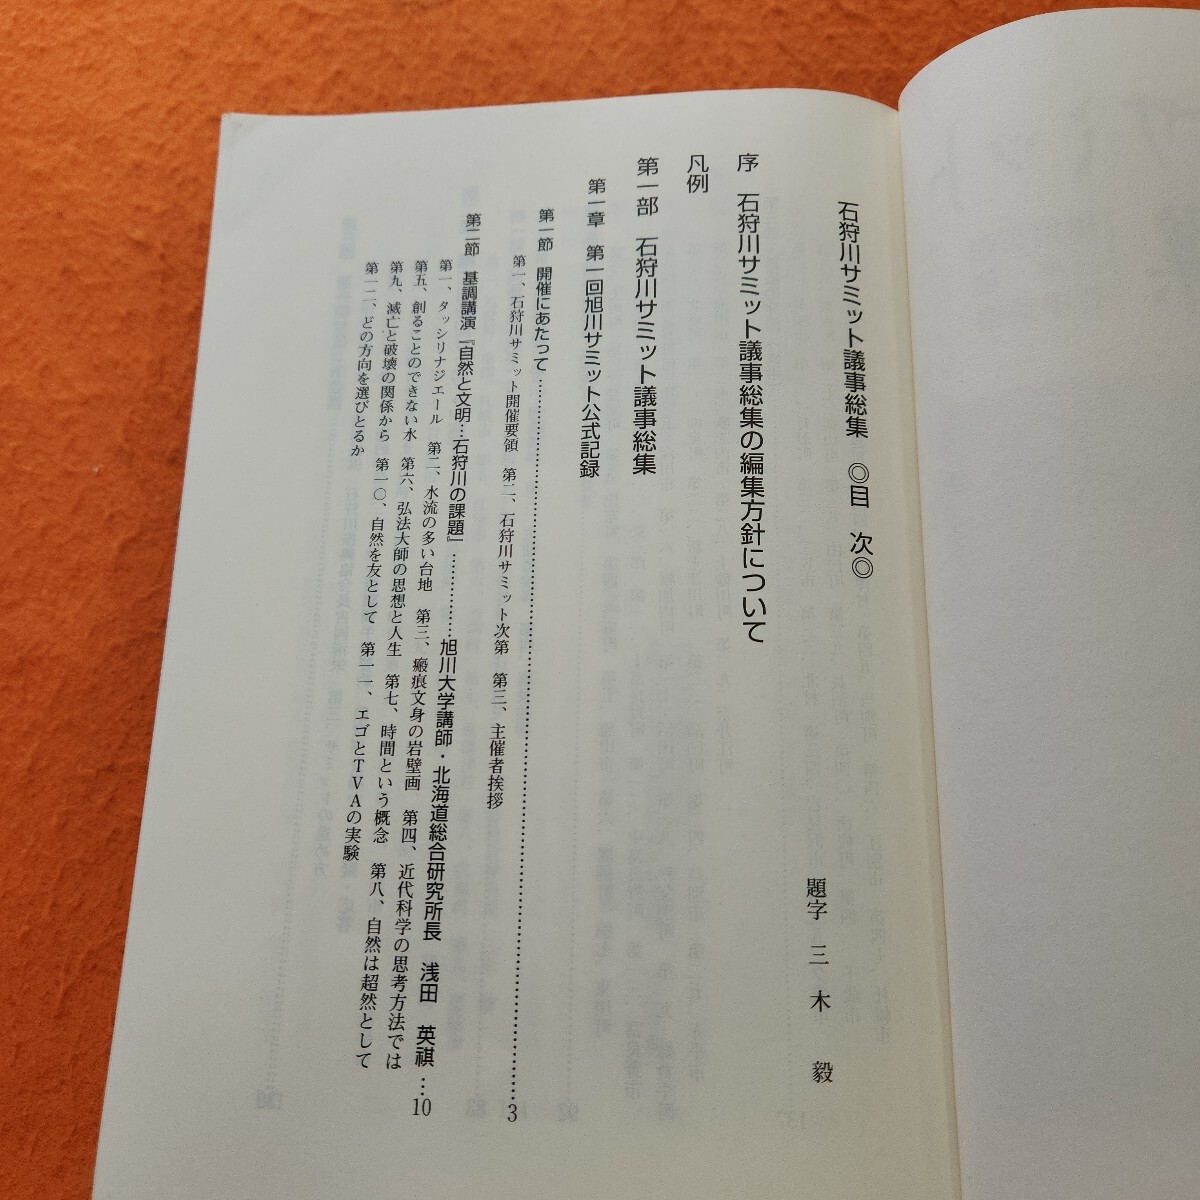 石狩川サミット議事総集　◎目　次◎
題字　三　木　　毅
序　石狩川サミット議事総集の編集方針について
凡例
第一部　石狩川サミット議事総集
第一章　第一回旭川サミット公式記録
第一節　開催にあたって……………………………………………………3
第一、石狩川サミット開催要領　第二、石狩川サミット次第　第三、主催者挨拶
第二節　基調講演『自然と文明…石狩川の課題』……………旭川大学講師・北海道総合研究所長　浅田　英祺…10
第一、タッシリナジエール　第二、水流の多い台地　第三、瘢痕文身の岩壁画　第四、近代科学の思考方法では
第五、創ることのできない水　第六、弘法大師の思想と人生　第七、時間という概念　第八、自然は超然として
第九、滅亡と破壊の関係から　第一〇、自然を友として　第一一、エゴとTVAの実験
第一二、どの方向を選びとるか